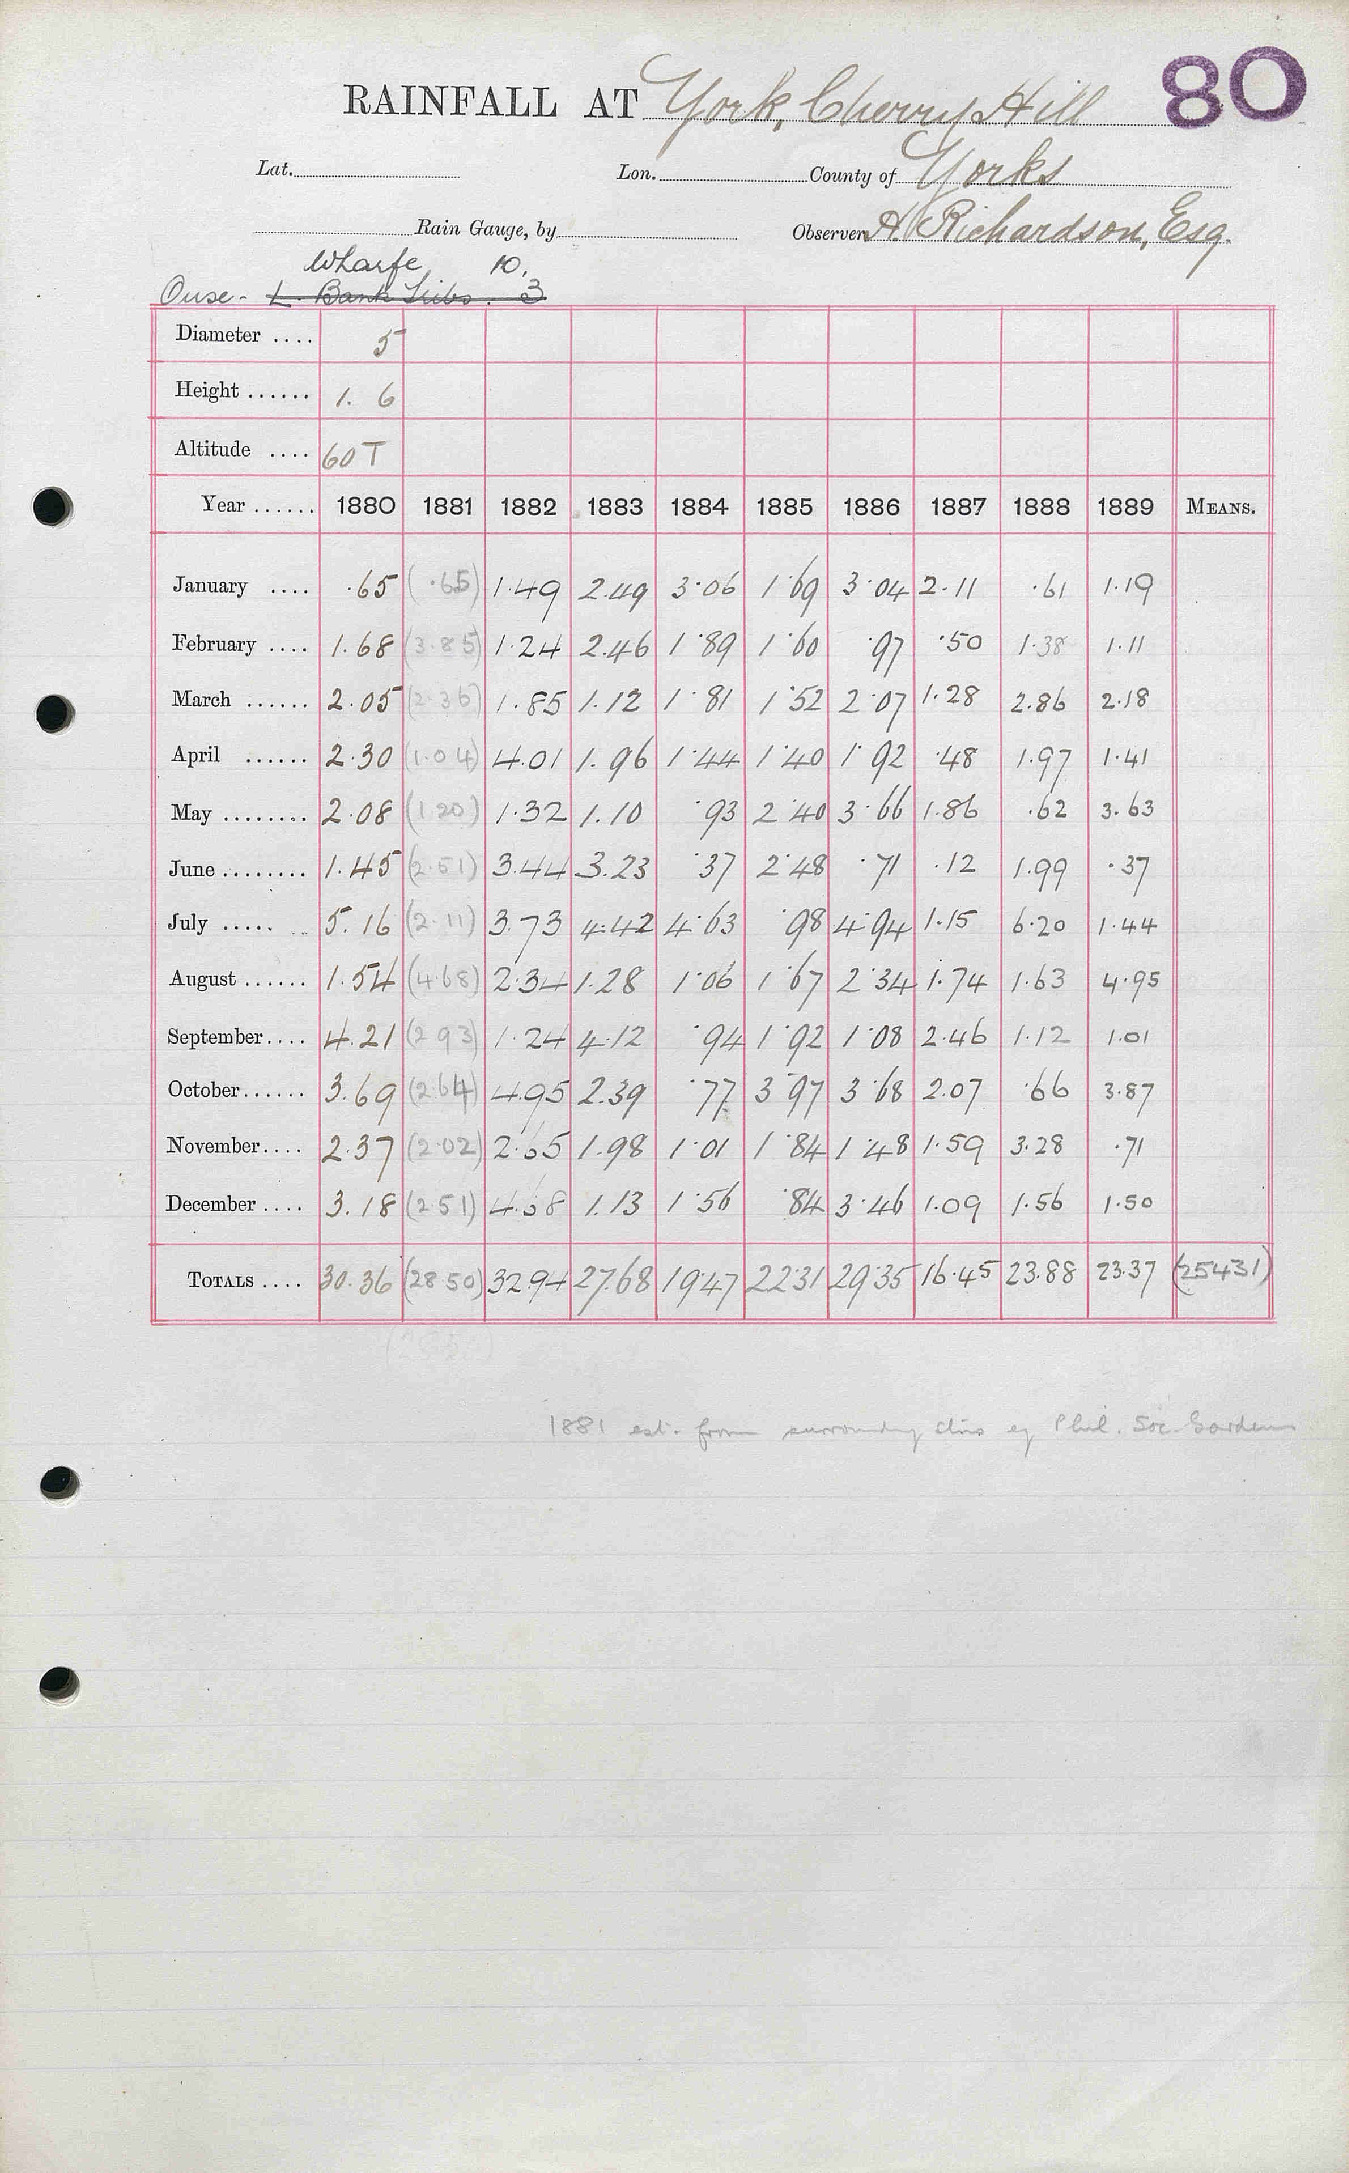 80
RAINFALL AT York, Cherry Hill
Lat. Lon. County of Yorks
Rain Gauge, by Observer A. Richardson, Esq.
Wharfe 10.
Ouse - L. Bank Tribs. 3
Diameter .... 5
Height ...... 1. 6
Altitude .... 60 T
Year ...... 1880 1881 1882 1883 1884 1885 1886 1887 1888 1889 MEANS.
January .... .65 (.65) 1.49 2.49 3.06 1.69 3.04 2.11 .61 1.19
February .... 1.68 (3.85) 1.24 2.46 1.89 1.60 .97 .50 1.38 1.11
March ...... 2.05 (2.36) 1.85 1.12 1.81 1.52 2.07 1.28 2.86 2.18
April ...... 2.30 (1.04) 4.01 1.96 1.44 1.40 1.92 .48 1.97 1.41
May ........ 2.08 (1.20) 1.32 1.10 .93 2.40 3.66 1.86 .62 3.63
June ........ 1.45 (2.51) 3.44 3.23 .37 2.48 .71 .12 1.99 .37
July ..... .. 5.16 (2.11) 3.73 4.42 4.63 .98 4.94 1.15 6.20 1.44
August ...... 1.54 (4.68) 2.34 1.28 1.06 1.67 2.34 1.74 1.63 4.95
September.... 4.21 (2.93) 1.24 4.12 .94 1.92 1.08 2.46 1.12 1.01
October...... 3.69 (2.64) 4.95 2.39 .77 3.97 3.68 2.07 .66 3.87
November.... 2.37 (2.02) 2.65 1.98 1.01 1.84 1.48 1.59 3.28 .71
December .... 3.18 (2.51) 4.68 1.13 1.56 .84 3.46 1.09 1.56 1.50
TOTALS .... 30.36 (28.50) 32.94 27.68 19.47 22.31 29.35 16.45 23.88 23.37 (25431)
1881 est. from surrounding stns eg Phil. Soc. Gardens